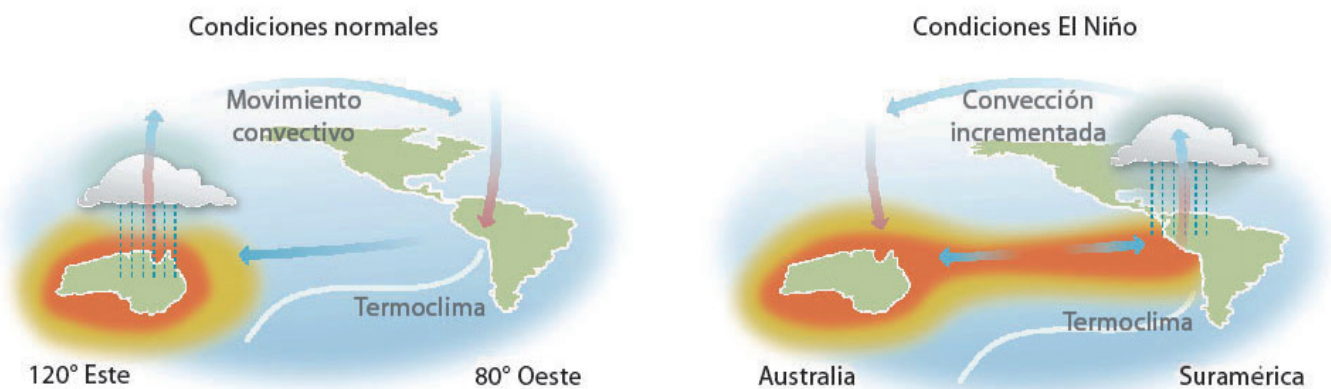 Condiciones normales
Movimiento
convectivo
Termoclima
120° Este
80° Oeste
Condiciones El Niño
Convección
incrementada
Termoclima
Australia
Suramérica